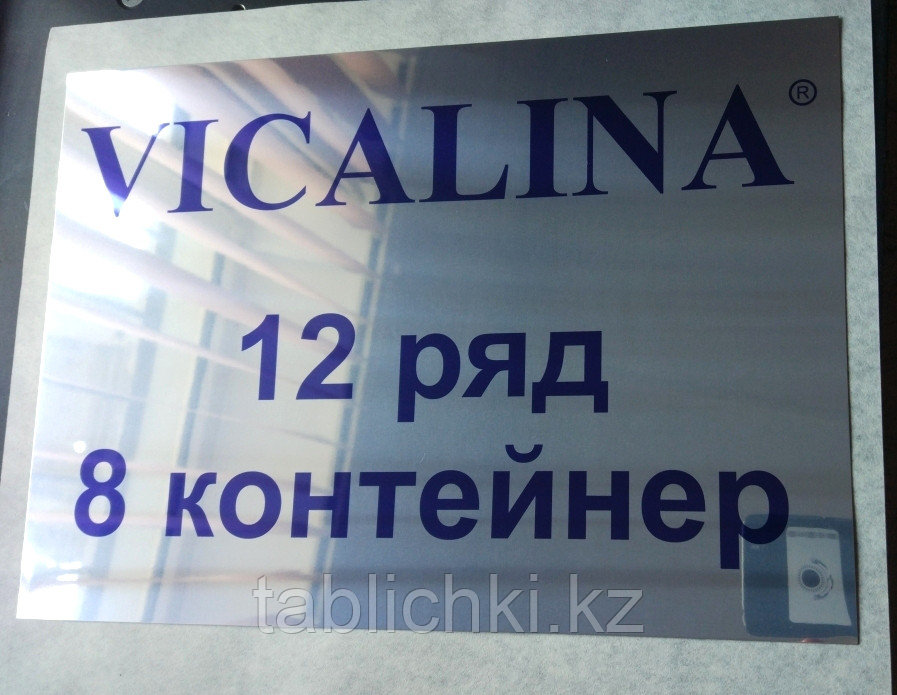 VICALINA®
12 ряд
8 контейнер
tablichki.kz